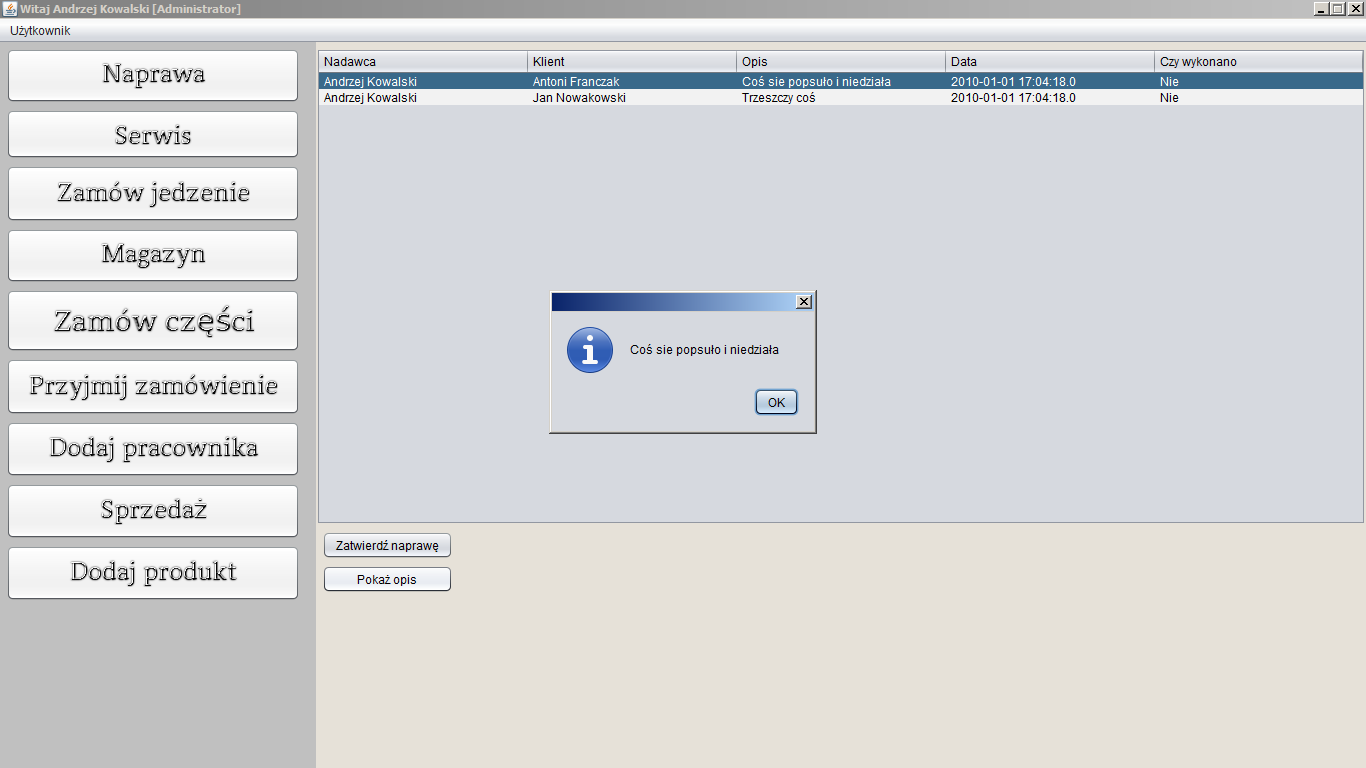 Witaj Andrzej Kowalski [Administrator]
Użytkownik
Naprawa
Serwis
Zamów jedzenie
Magazyn
Zamów części
Przyjmij zamówienie
Dodaj pracownika
Sprzedaż
Dodaj produkt
Nadawca Klient Opis Data Czy wykonano
Andrzej Kowalski Antoni Franczak Coś sie popsuło i niedziała 2010-01-01 17:04:18.0 Nie
Andrzej Kowalski Jan Nowakowski Trzeszczy coś 2010-01-01 17:04:18.0 Nie
Coś sie popsuło i niedziała
OK
Zatwierdź naprawę
Pokaż opis